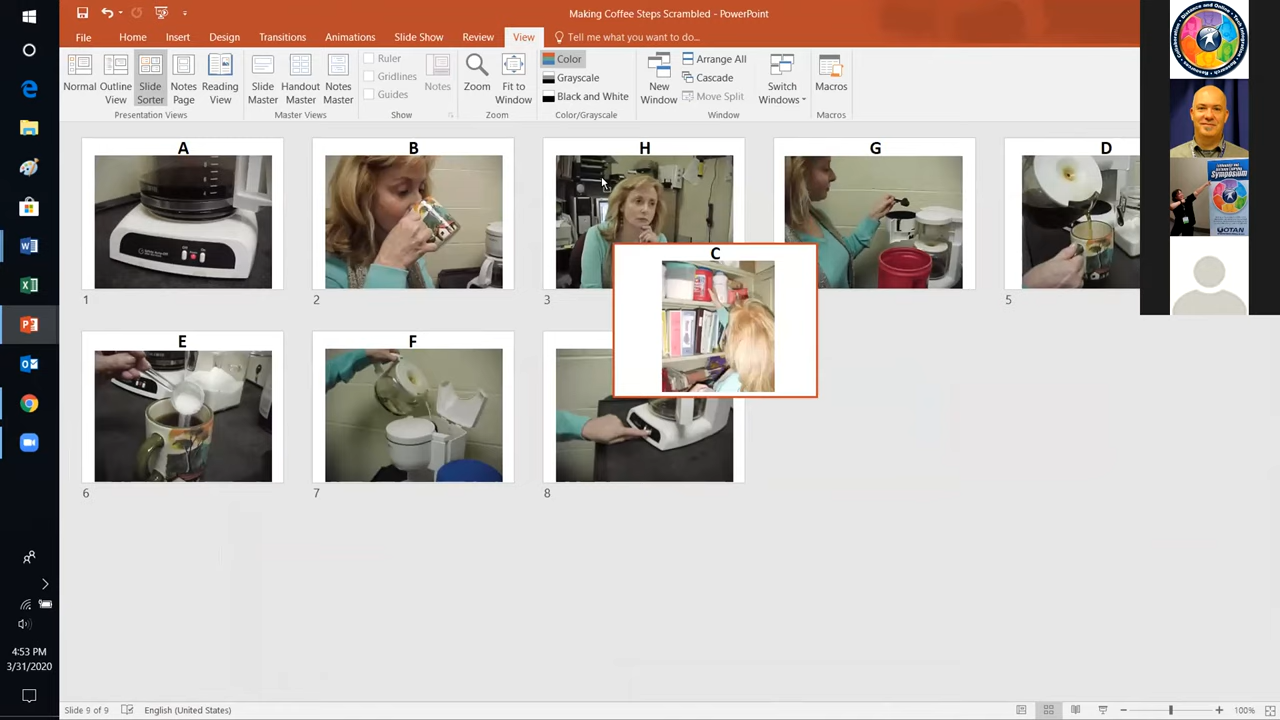 Making Coffee Steps Scrambled - PowerPoint
File Home Insert Design Transitions Animations Slide Show Review View Tell me what you want to do...
Normal
Outline View
Slide Sorter
Notes Page
Reading View
Presentation Views
Slide Master
Handout Master
Notes Master
Master Views
Ruler
Gridlines
Guides
Show
Notes
Zoom
Fit to Window
Zoom
Color
Grayscale
Black and White
Color/Grayscale
New Window
Arrange All
Cascade
Move Split
Window
Switch Windows
Macros
Macros
A B H G D
1 2 3 5
C
E F
6 7 8
Symposium
OTAN
4:53 PM
3/31/2020
Slide 9 of 9 English (United States) 100%